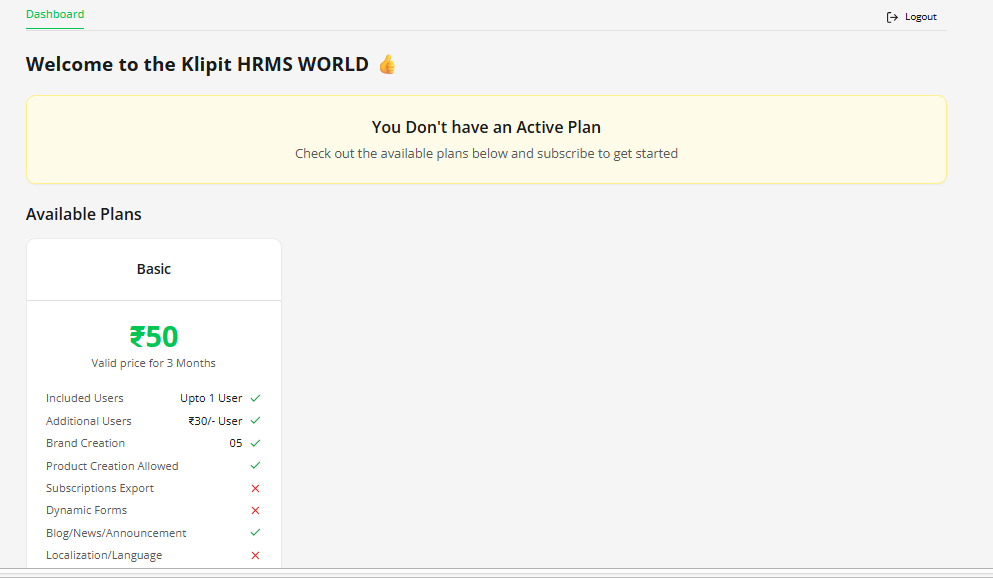 Dashboard
Logout
Welcome to the Klipit HRMS WORLD 👍
You Don't have an Active Plan
Check out the available plans below and subscribe to get started
Available Plans
Basic
₹50
Valid price for 3 Months
Included Users Upto 1 User ✓
Additional Users ₹30/- User ✓
Brand Creation 05 ✓
Product Creation Allowed ✓
Subscriptions Export ✕
Dynamic Forms ✕
Blog/News/Announcement ✓
Localization/Language ✕